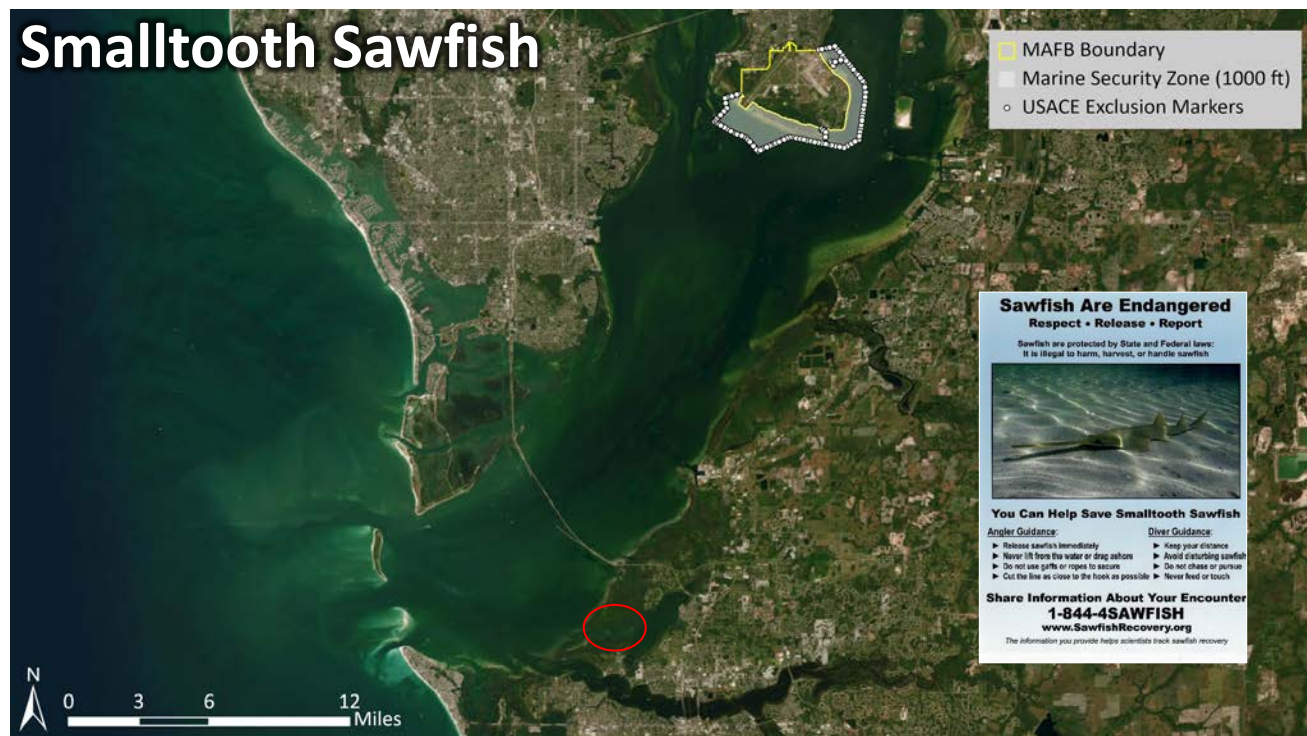 Smalltooth Sawfish
MAFB Boundary
Marine Security Zone (1000 ft)
USACE Exclusion Markers
Sawfish Are Endangered
Respect • Release • Report
Sawfish are protected by State and Federal laws:
It is illegal to harm, harvest, or handle sawfish
You Can Help Save Smalltooth Sawfish
Angler Guidance:
► Release sawfish immediately
► Never lift from the water or drag ashore
► Do not use gaffs or ropes to secure
► Cut the line as close to the hook as possible
Diver Guidance:
► Keep your distance
► Avoid disturbing sawfish
► Do not chase or pursue
► Never feed or touch
Share Information About Your Encounter
1-844-4SAWFISH
www.SawfishRecovery.org
The information you provide helps scientists track sawfish recovery
N
0 3 6 12
Miles